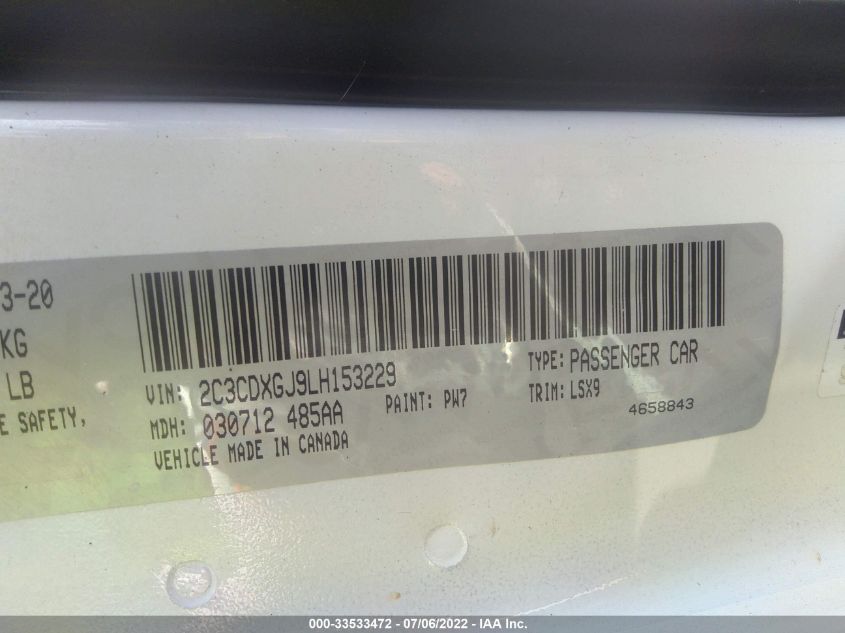 3-20
KG
LB
E SAFETY,
VIN: 2C3CDXGJ9LH153229
TYPE: PASSENGER CAR
MDH: 030712 485AA
PAINT: PW7
TRIM: LSX9
VEHICLE MADE IN CANADA
4658843
000-33533472 - 07/06/2022 - IAA Inc.